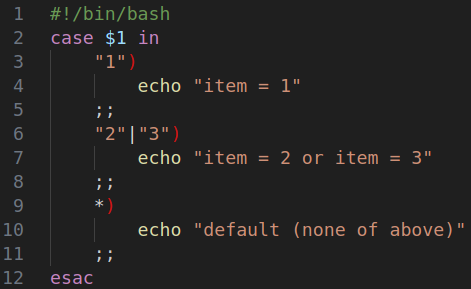 1 #!/bin/bash
2 case $1 in
3     "1")
4         echo "item = 1"
5     ;;
6     "2"|"3")
7         echo "item = 2 or item = 3"
8     ;;
9     *)
10         echo "default (none of above)"
11     ;;
12 esac